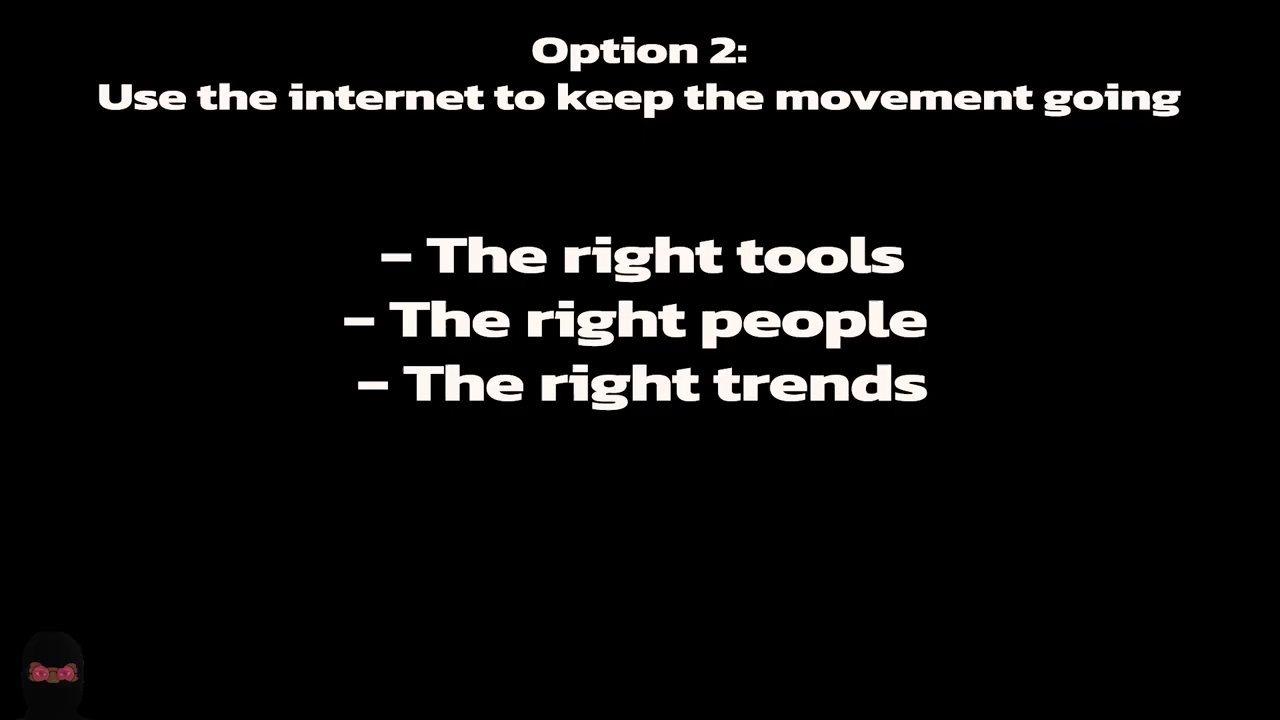 Option 2:
Use the internet to keep the movement going
– The right tools
– The right people
– The right trends